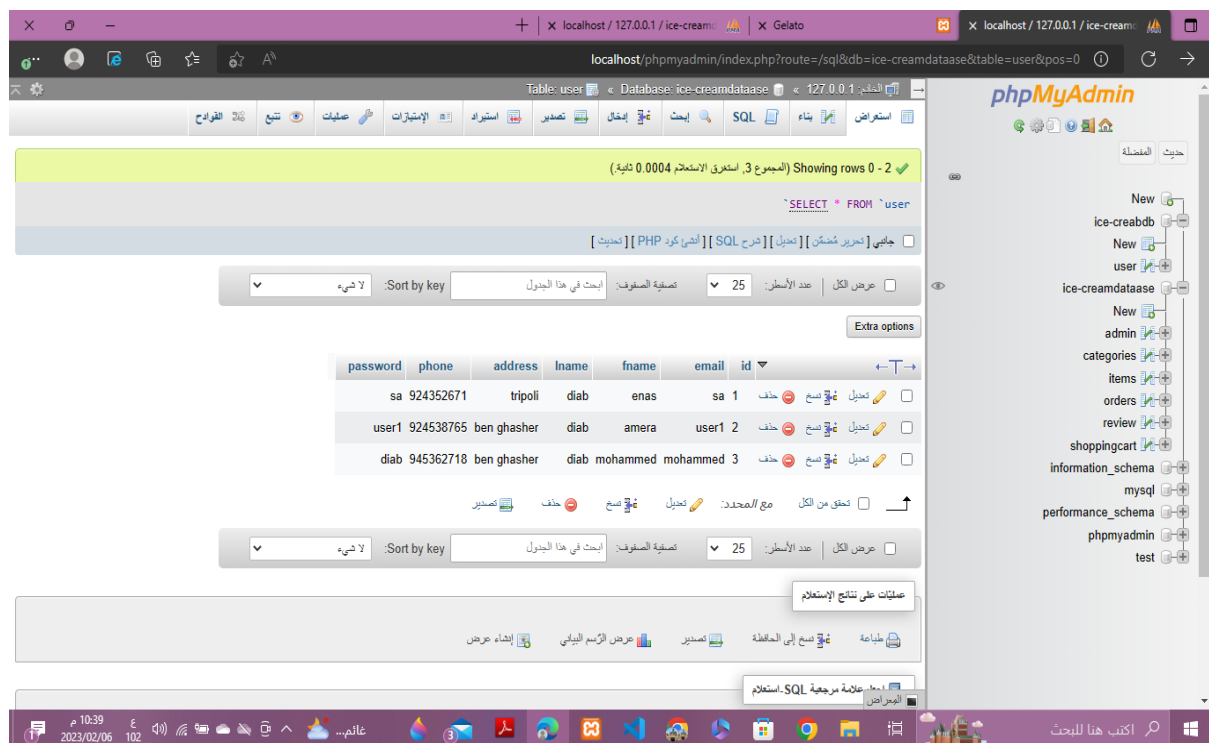 localhost / 127.0.0.1 / ice-creamd
Gelato
localhost / 127.0.0.1 / ice-creamd
localhost/phpmyadmin/index.php?route=/sql&db=ice-creamdataase&table=user&pos=0
phpMyAdmin
حديث المفضلة
New
ice-creabdb
New
user
ice-creamdataase
New
admin
categories
items
orders
review
shoppingcart
information_schema
mysql
performance_schema
phpmyadmin
test
الخادم: 127.0.0.1 » Database: ice-creamdataase » Table: user
استعراض بناء SQL إبحث إدخال تصدير استيراد الإمتيازات عمليات تتبع القوادح
Showing rows 0 - 2 (المجموع 3, استغرق الاستعلام 0.0004 ثانية.)
SELECT * FROM `user`
جانبي [ تحرير مُضمّن ] [ تعديل ] [ شرح SQL ] [ أنشئ كود PHP ] [ تحديث ]
عرض الكل عدد الأسطر: 25 تصفية الصفوف: ابحث في هذا الجدول Sort by key: لا شيء
Extra options
id email fname lname address phone password
تعديل نسخ حذف 1 sa enas diab tripoli 924352671 sa
تعديل نسخ حذف 2 user1 amera diab ben ghasher 924538765 user1
تعديل نسخ حذف 3 mohammed mohammed diab ben ghasher 945362718 diab
تحقق من الكل مع المحدد: تعديل نسخ حذف تصدير
عرض الكل عدد الأسطر: 25 تصفية الصفوف: ابحث في هذا الجدول Sort by key: لا شيء
عمليّات على نتائج الإستعلام
طباعة نسخ إلى الحافظة تصدير عرض الرّسم البياني إنشاء عرض
علامة مرجعية SQL.استعلام
المِعراض
اكتب هنا للبحث
غائم...
ع
102
10:39 م
2023/02/06